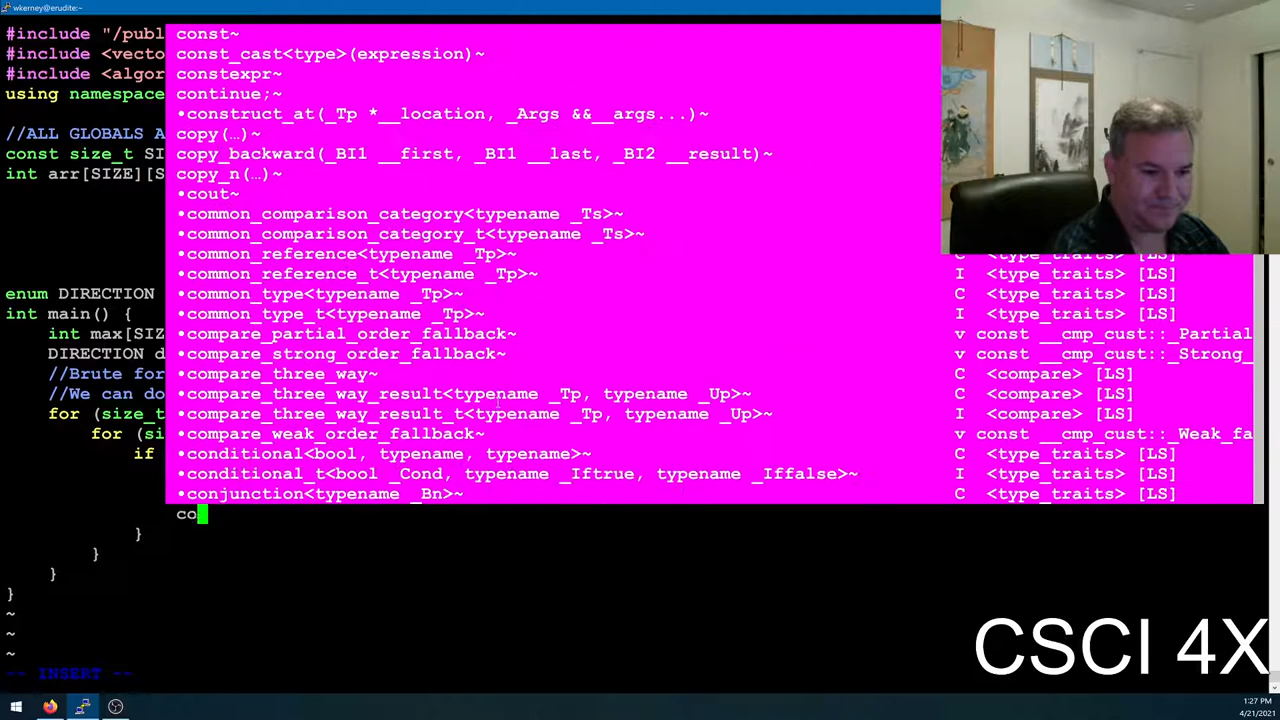 wkerney@erudite:~
#include "/publ
#include <vecto
#include <algor
using namespace
//ALL GLOBALS A
const size_t SI
int arr[SIZE][S
enum DIRECTION
int main() {
int max[SIZ
DIRECTION d
//Brute for
//We can do
for (size_t
for (si
if
const~
const_cast<type>(expression)~
constexpr~
continue;~
•construct_at(_Tp *__location, _Args &&__args...)~
copy(…)~
copy_backward(_BI1 __first, _BI1 __last, _BI2 __result)~
copy_n(…)~
•cout~
•common_comparison_category<typename _Ts>~
•common_comparison_category_t<typename _Ts>~
•common_reference<typename _Tp>~ C <type_traits> [LS]
•common_reference_t<typename _Tp>~ I <type_traits> [LS]
•common_type<typename _Tp>~ C <type_traits> [LS]
•common_type_t<typename _Tp>~ I <type_traits> [LS]
•compare_partial_order_fallback~ v const __cmp_cust::_Partial
•compare_strong_order_fallback~ v const __cmp_cust::_Strong_
•compare_three_way~ C <compare> [LS]
•compare_three_way_result<typename _Tp, typename _Up>~ C <compare> [LS]
•compare_three_way_result_t<typename _Tp, typename _Up>~ I <compare> [LS]
•compare_weak_order_fallback~ v const __cmp_cust::_Weak_fa
•conditional<bool, typename, typename>~ C <type_traits> [LS]
•conditional_t<bool _Cond, typename _Iftrue, typename _Iffalse>~ I <type_traits> [LS]
•conjunction<typename _Bn>~ C <type_traits> [LS]
co
}
}
}
}
~
~
~
-- INSERT --
CSCI 4X
1:27 PM
4/21/2021